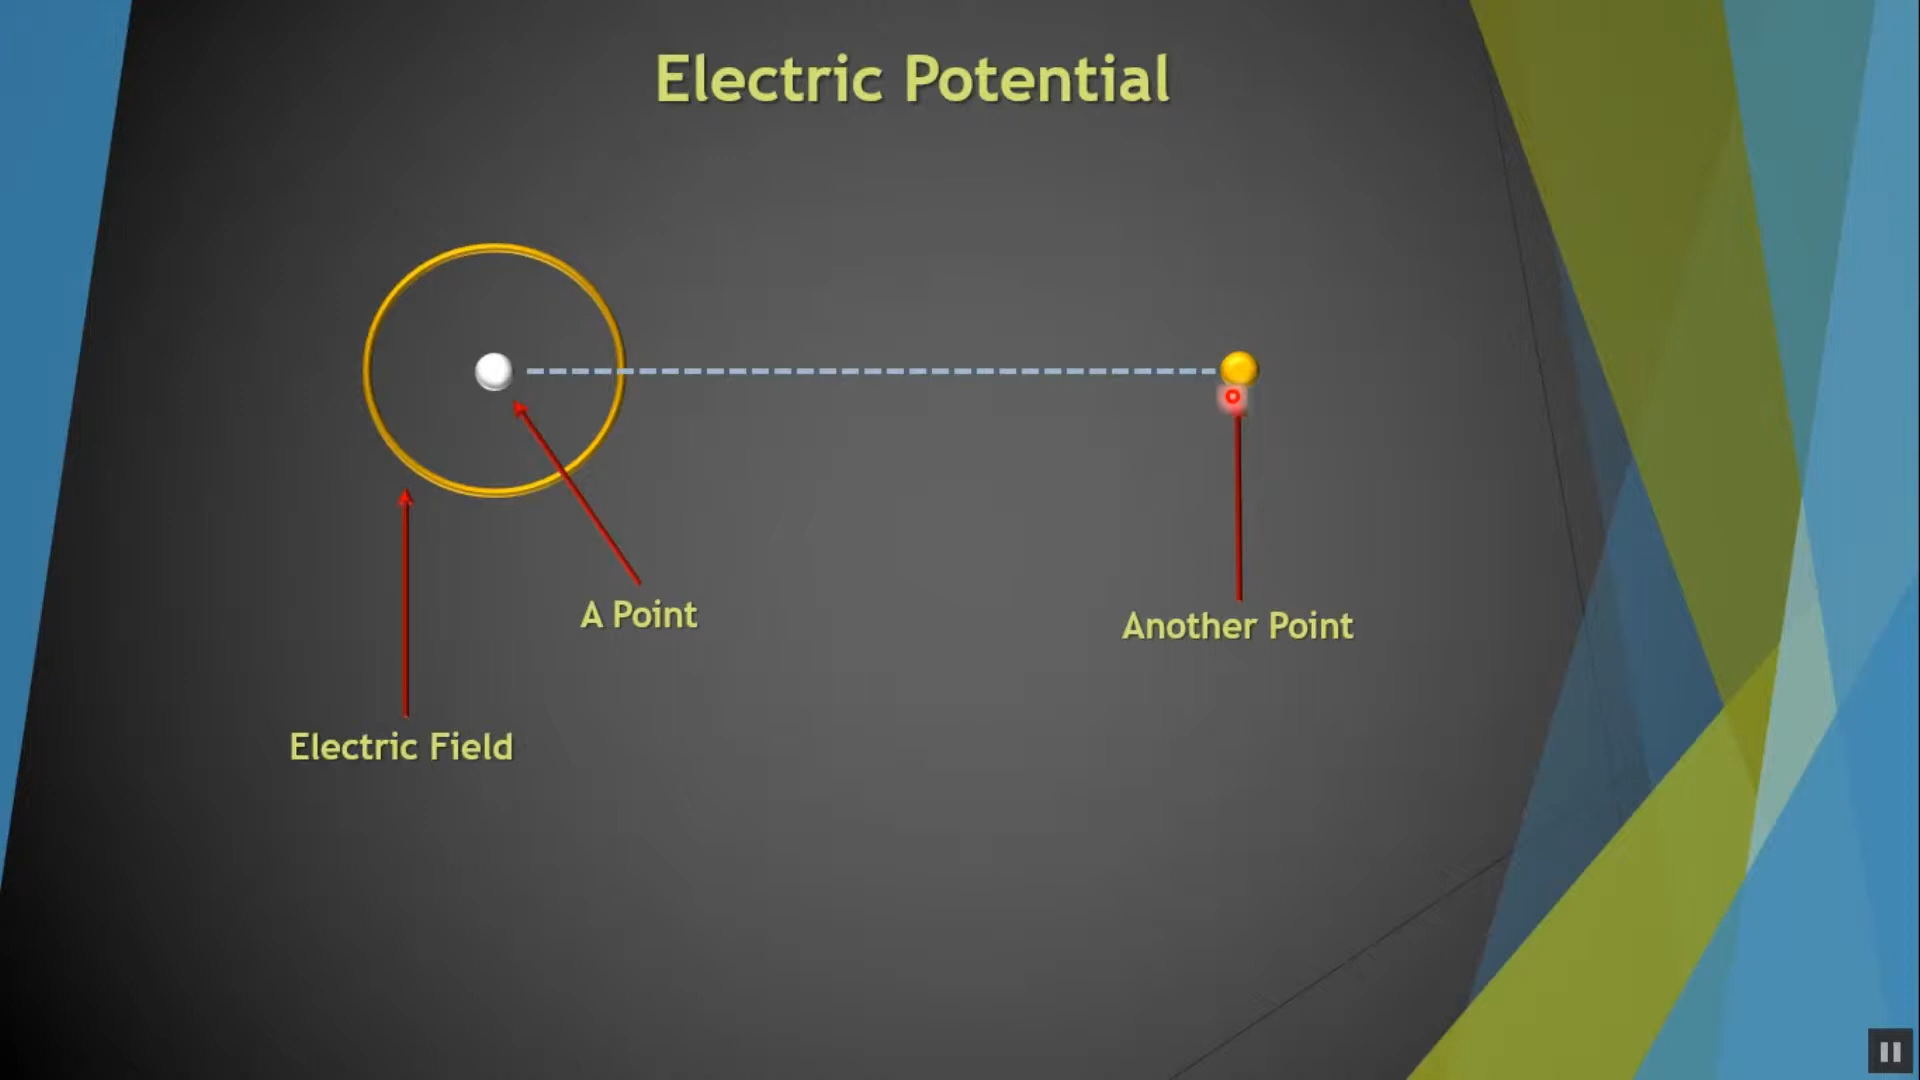 Electric Potential
A Point
Another Point
Electric Field